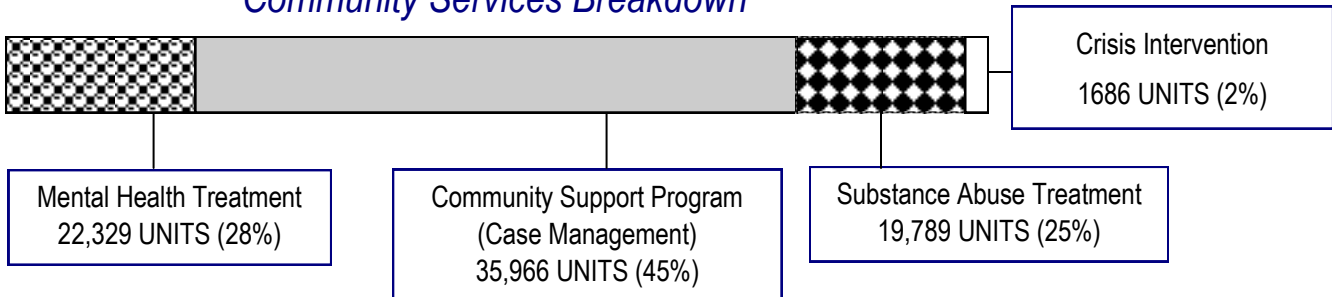 Community Services Breakdown
Crisis Intervention
1686 UNITS (2%)
Mental Health Treatment
22,329 UNITS (28%)
Community Support Program
(Case Management)
35,966 UNITS (45%)
Substance Abuse Treatment
19,789 UNITS (25%)